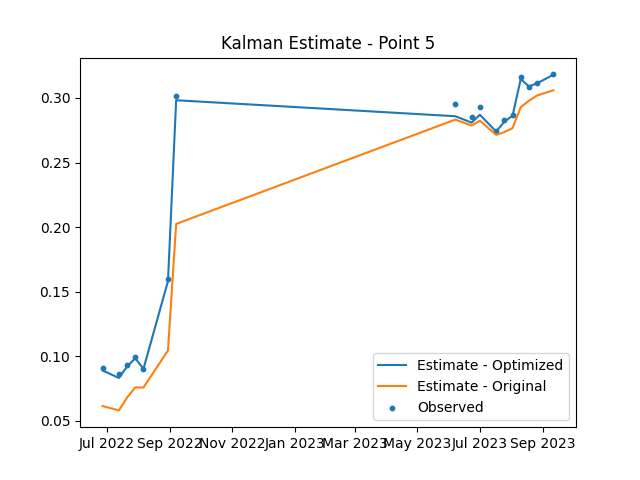 Kalman Estimate - Point 5
0.30
0.25
0.20
0.15
0.10
0.05
Estimate - Optimized
Estimate - Original
Observed
Jul 2022 Sep 2022 Nov 2022 Jan 2023 Mar 2023 May 2023 Jul 2023 Sep 2023